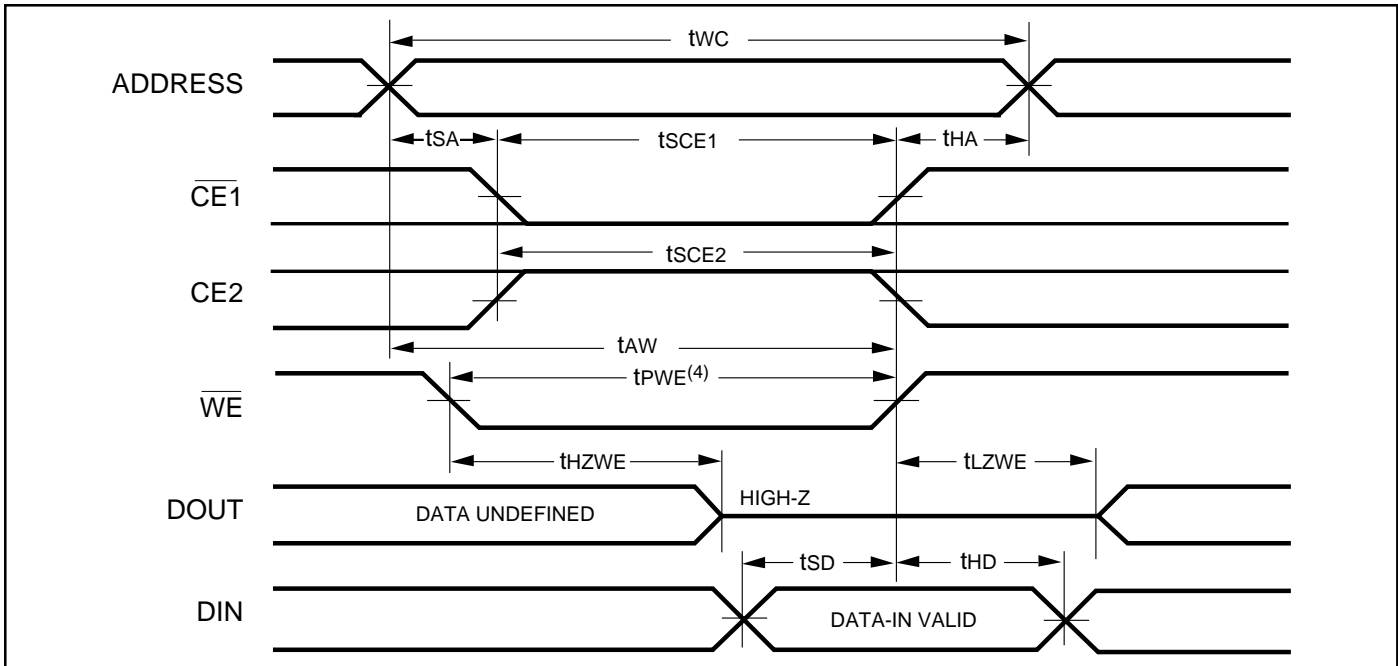 tWC
ADDRESS
tSA
tSCE1
tHA
CE1
tSCE2
CE2
tAW
tPWE(4)
WE
tHZWE
tLZWE
DOUT
DATA UNDEFINED
HIGH-Z
tSD
tHD
DIN
DATA-IN VALID